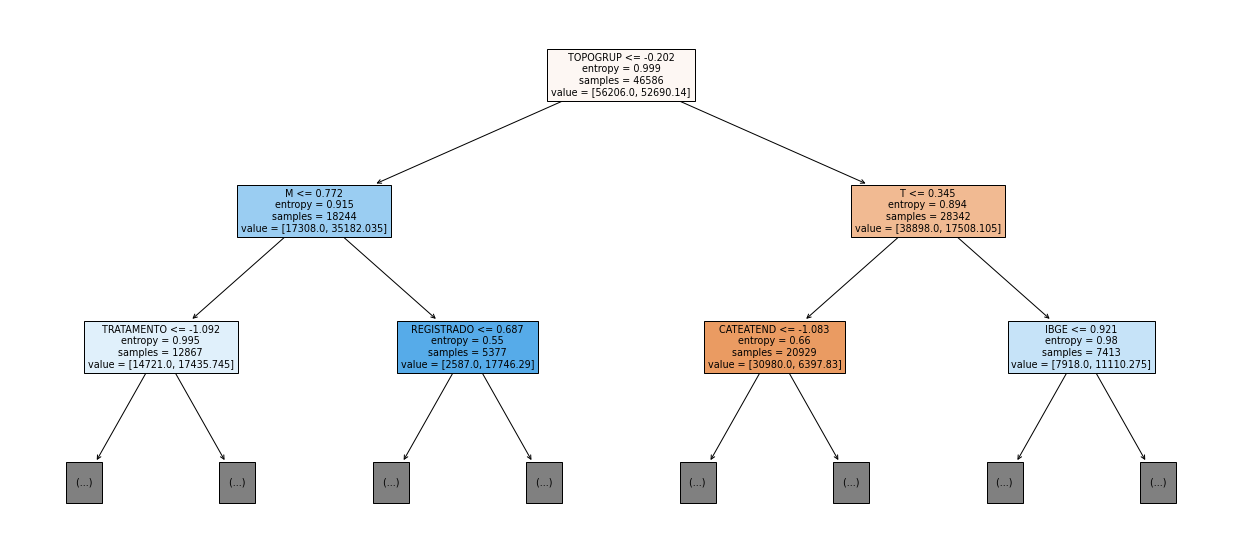 TOPOGRUP <= -0.202
entropy = 0.999
samples = 46586
value = [56206.0, 52690.14]
M <= 0.772
entropy = 0.915
samples = 18244
value = [17308.0, 35182.035]
T <= 0.345
entropy = 0.894
samples = 28342
value = [38898.0, 17508.105]
TRATAMENTO <= -1.092
entropy = 0.995
samples = 12867
value = [14721.0, 17435.745]
REGISTRADO <= 0.687
entropy = 0.55
samples = 5377
value = [2587.0, 17746.29]
CATEATEND <= -1.083
entropy = 0.66
samples = 20929
value = [30980.0, 6397.83]
IBGE <= 0.921
entropy = 0.98
samples = 7413
value = [7918.0, 11110.275]
(...)
(...)
(...)
(...)
(...)
(...)
(...)
(...)